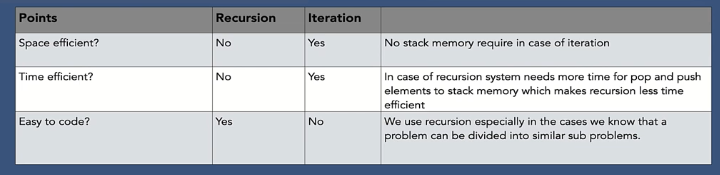 Points Recursion Iteration
Space efficient? No Yes No stack memory require in case of iteration
Time efficient? No Yes In case of recursion system needs more time for pop and push
elements to stack memory which makes recursion less time
efficient
Easy to code? Yes No We use recursion especially in the cases we know that a
problem can be divided into similar sub problems.